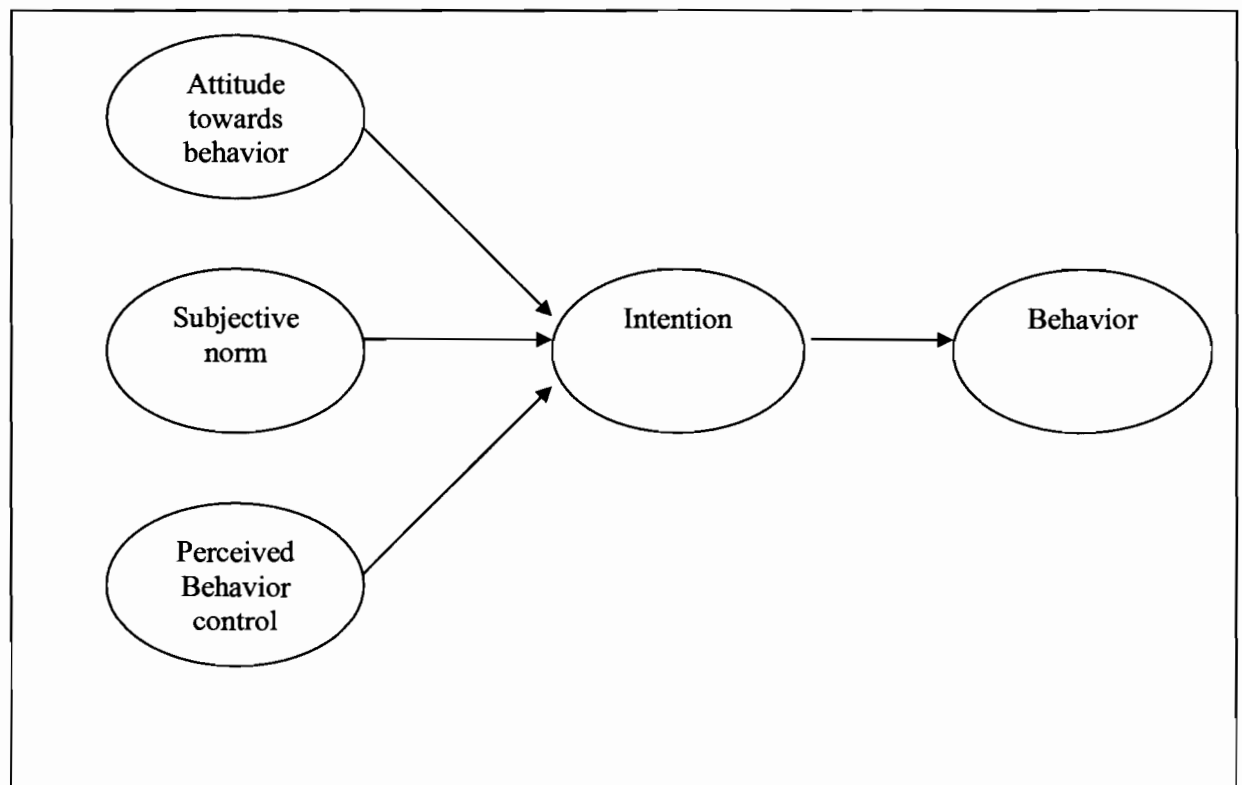 Attitude
towards
behavior
Subjective
norm
Intention
Behavior
Perceived
Behavior
control